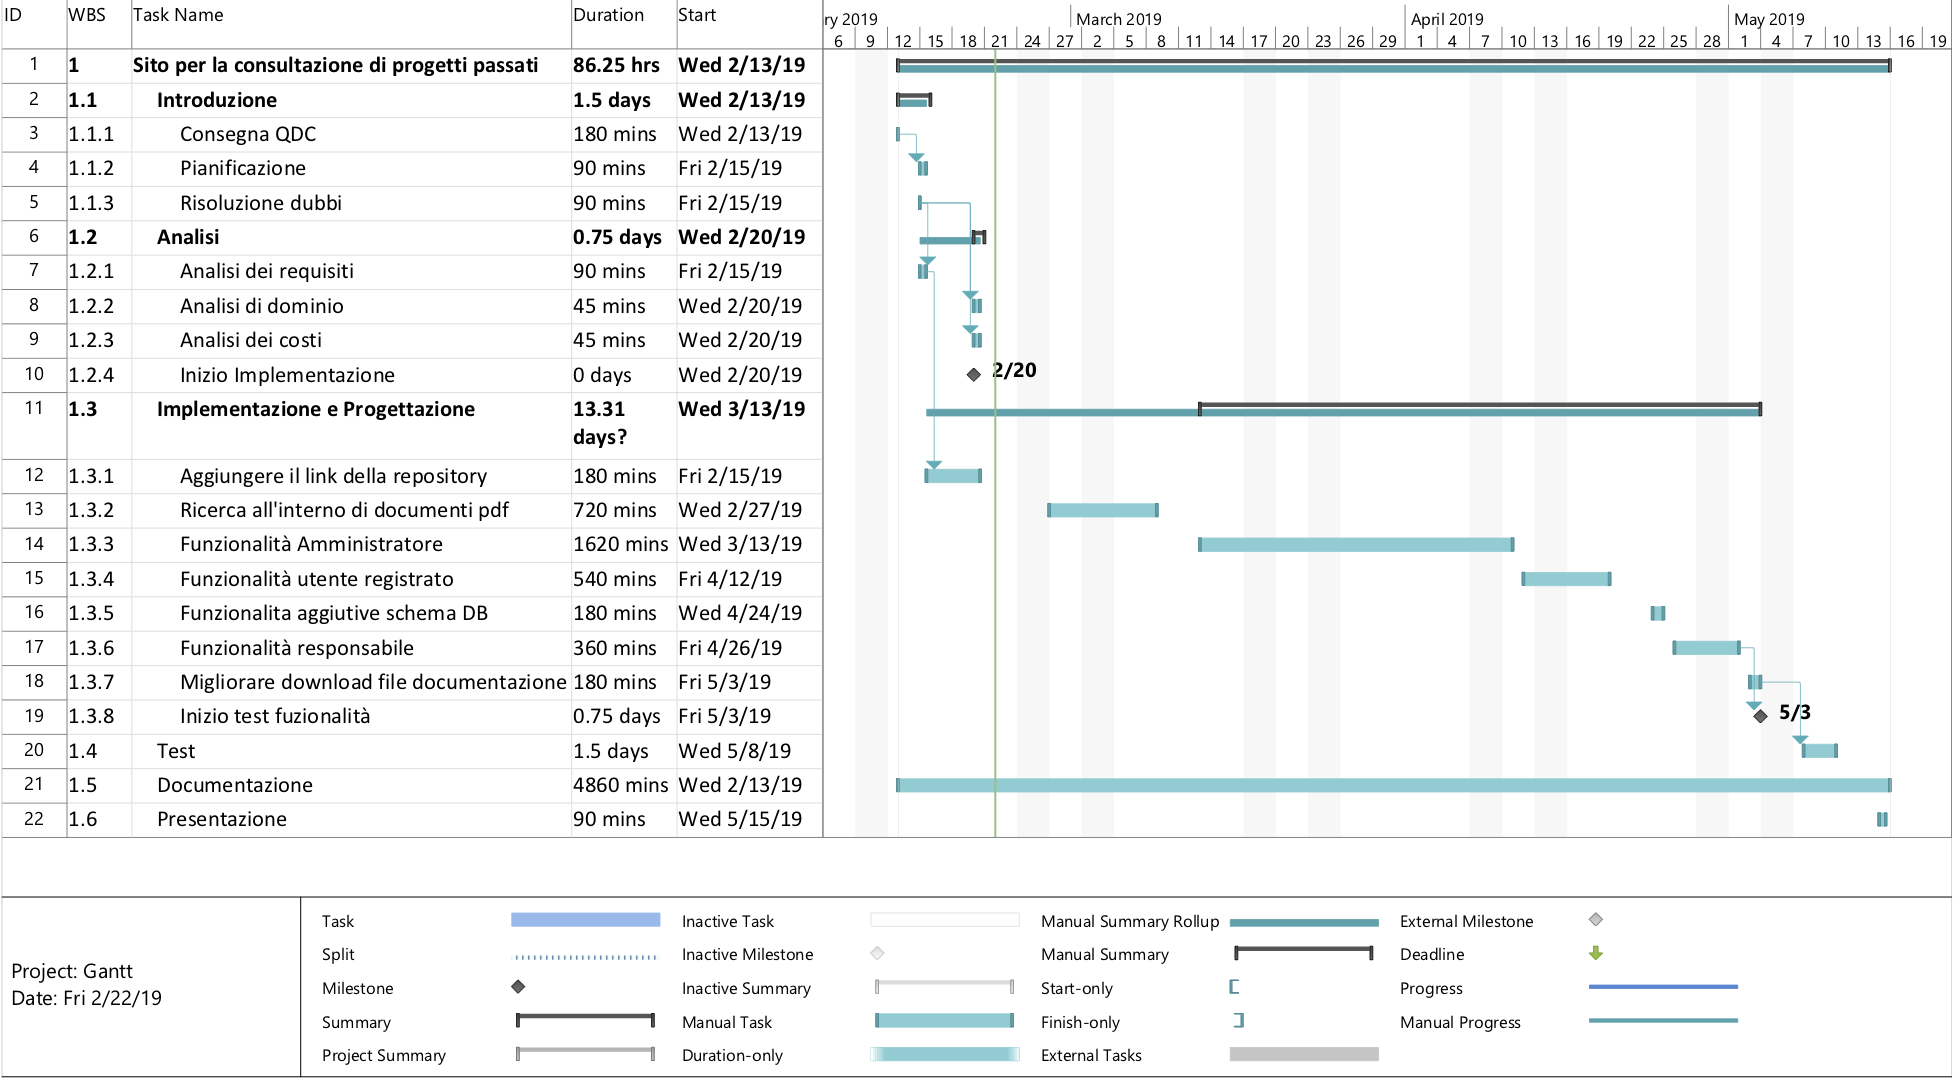 ID WBS Task Name Duration Start ry 2019 March 2019 April 2019 May 2019
6 9 12 15 18 21 24 27 2 5 8 11 14 17 20 23 26 29 1 4 7 10 13 16 19 22 25 28 1 4 7 10 13 16 19
1 1 Sito per la consultazione di progetti passati 86.25 hrs Wed 2/13/19
2 1.1 Introduzione 1.5 days Wed 2/13/19
3 1.1.1 Consegna QDC 180 mins Wed 2/13/19
4 1.1.2 Pianificazione 90 mins Fri 2/15/19
5 1.1.3 Risoluzione dubbi 90 mins Fri 2/15/19
6 1.2 Analisi 0.75 days Wed 2/20/19
7 1.2.1 Analisi dei requisiti 90 mins Fri 2/15/19
8 1.2.2 Analisi di dominio 45 mins Wed 2/20/19
9 1.2.3 Analisi dei costi 45 mins Wed 2/20/19
10 1.2.4 Inizio Implementazione 0 days Wed 2/20/19 2/20
11 1.3 Implementazione e Progettazione 13.31 Wed 3/13/19
days?
12 1.3.1 Aggiungere il link della repository 180 mins Fri 2/15/19
13 1.3.2 Ricerca all'interno di documenti pdf 720 mins Wed 2/27/19
14 1.3.3 Funzionalità Amministratore 1620 mins Wed 3/13/19
15 1.3.4 Funzionalità utente registrato 540 mins Fri 4/12/19
16 1.3.5 Funzionalita aggiutive schema DB 180 mins Wed 4/24/19
17 1.3.6 Funzionalità responsabile 360 mins Fri 4/26/19
18 1.3.7 Migliorare download file documentazione 180 mins Fri 5/3/19
19 1.3.8 Inizio test fuzionalità 0.75 days Fri 5/3/19 5/3
20 1.4 Test 1.5 days Wed 5/8/19
21 1.5 Documentazione 4860 mins Wed 2/13/19
22 1.6 Presentazione 90 mins Wed 5/15/19
Project: Gantt
Date: Fri 2/22/19
Task
Split
Milestone
Summary
Project Summary
Inactive Task
Inactive Milestone
Inactive Summary
Manual Task
Duration-only
Manual Summary Rollup
Manual Summary
Start-only
Finish-only
External Tasks
External Milestone
Deadline
Progress
Manual Progress